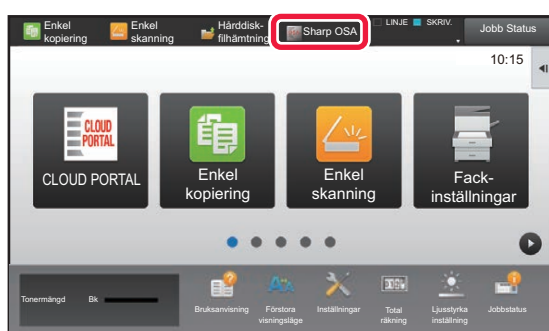 Enkel
kopiering
Enkel
skanning
Hårddisk-
filhämtning
Sharp OSA
LINJE
SKRIV.
Jobb Status
10:15
CLOUD
PORTAL
CLOUD PORTAL
Enkel
kopiering
Enkel
skanning
Fack-
inställningar
Tonermängd
Bk
Bruksanvisning
Förstora
visningsläge
Inställningar
Total
räkning
Ljusstyrka
inställning
Jobbstatus